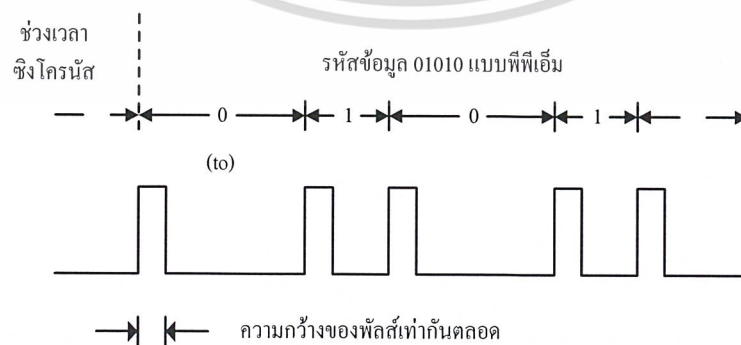 ช่วงเวลา
ซิงโครนัส
รหัสข้อมูล 01010 แบบพีพีเอ็ม
0 1 0 1
(to)
ความกว้างของพัลส์เท่ากันตลอด